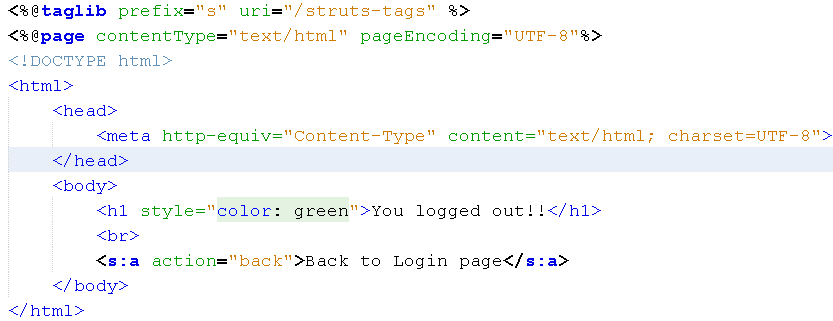 <%@taglib prefix="s" uri="/struts-tags" %>
<%@page contentType="text/html" pageEncoding="UTF-8"%>
<!DOCTYPE html>
<html>
    <head>
        <meta http-equiv="Content-Type" content="text/html; charset=UTF-8">
    </head>
    <body>
        <h1 style="color: green">You logged out!!</h1>
        <br>
        <s:a action="back">Back to Login page</s:a>
    </body>
</html>